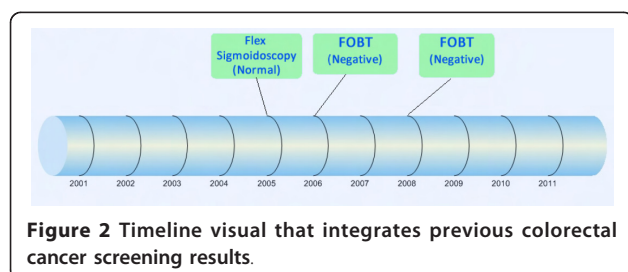 Flex
Sigmoidoscopy
(Normal)
FOBT
(Negative)
FOBT
(Negative)
2001 2002 2003 2004 2005 2006 2007 2008 2009 2010 2011
Figure 2 Timeline visual that integrates previous colorectal
cancer screening results.